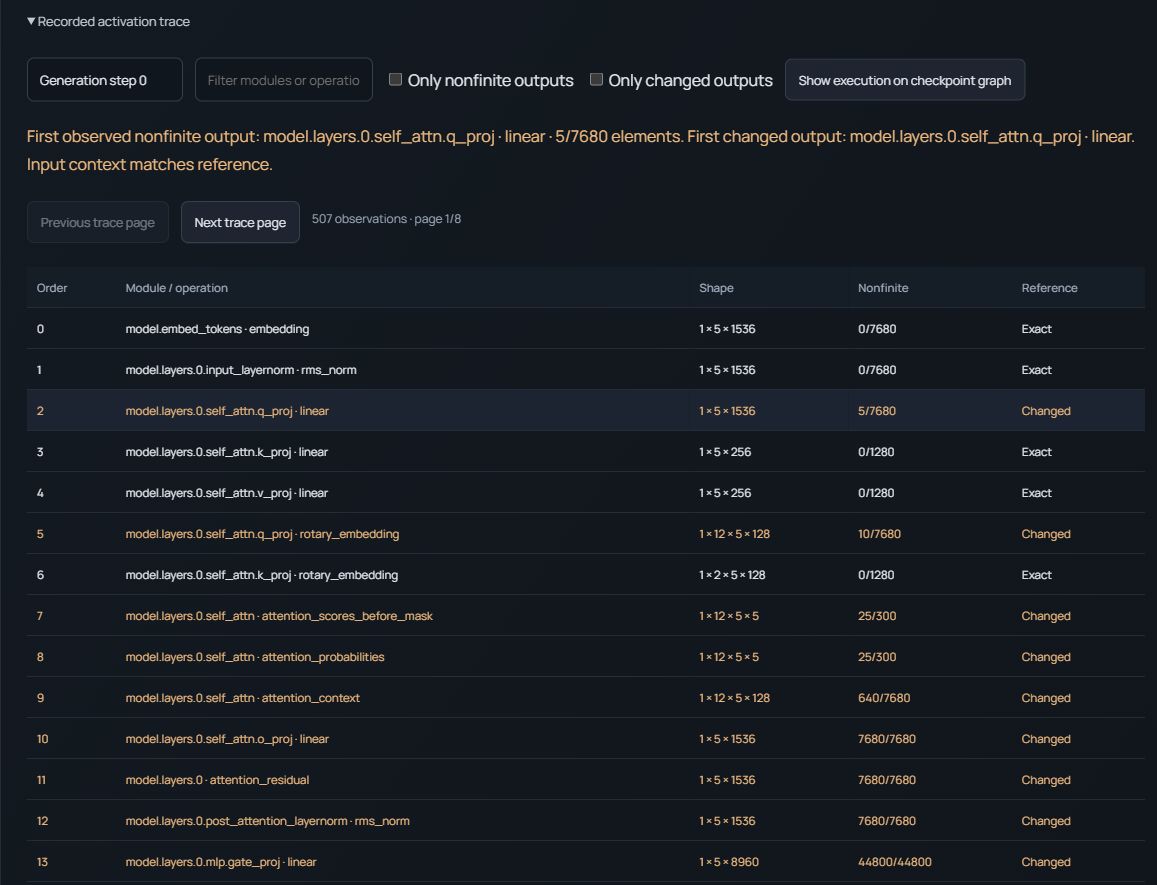 ▼ Recorded activation trace
Generation step 0 Filter modules or operatio Only nonfinite outputs Only changed outputs Show execution on checkpoint graph
First observed nonfinite output: model.layers.0.self_attn.q_proj · linear · 5/7680 elements. First changed output: model.layers.0.self_attn.q_proj · linear.
Input context matches reference.
Previous trace page Next trace page 507 observations · page 1/8
Order Module / operation Shape Nonfinite Reference
0 model.embed_tokens · embedding 1 × 5 × 1536 0/7680 Exact
1 model.layers.0.input_layernorm · rms_norm 1 × 5 × 1536 0/7680 Exact
2 model.layers.0.self_attn.q_proj · linear 1 × 5 × 1536 5/7680 Changed
3 model.layers.0.self_attn.k_proj · linear 1 × 5 × 256 0/1280 Exact
4 model.layers.0.self_attn.v_proj · linear 1 × 5 × 256 0/1280 Exact
5 model.layers.0.self_attn.q_proj · rotary_embedding 1 × 12 × 5 × 128 10/7680 Changed
6 model.layers.0.self_attn.k_proj · rotary_embedding 1 × 2 × 5 × 128 0/1280 Exact
7 model.layers.0.self_attn · attention_scores_before_mask 1 × 12 × 5 × 5 25/300 Changed
8 model.layers.0.self_attn · attention_probabilities 1 × 12 × 5 × 5 25/300 Changed
9 model.layers.0.self_attn · attention_context 1 × 12 × 5 × 128 640/7680 Changed
10 model.layers.0.self_attn.o_proj · linear 1 × 5 × 1536 7680/7680 Changed
11 model.layers.0 · attention_residual 1 × 5 × 1536 7680/7680 Changed
12 model.layers.0.post_attention_layernorm · rms_norm 1 × 5 × 1536 7680/7680 Changed
13 model.layers.0.mlp.gate_proj · linear 1 × 5 × 8960 44800/44800 Changed